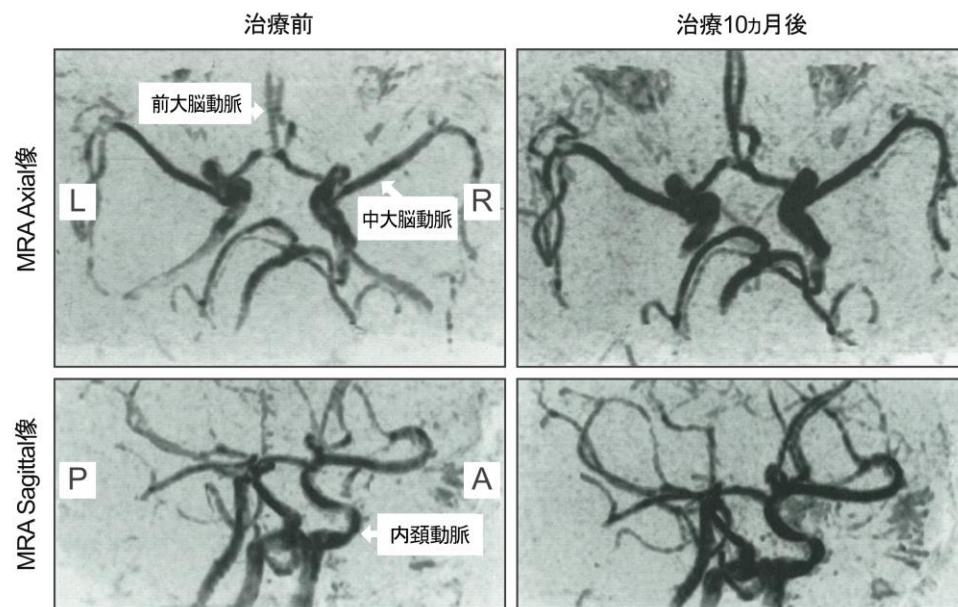 治療前
治療10ヵ月後
MRA Axial像
前大脳動脈
L
R
中大脳動脈
MRA Sagittal像
P
A
内頚動脈